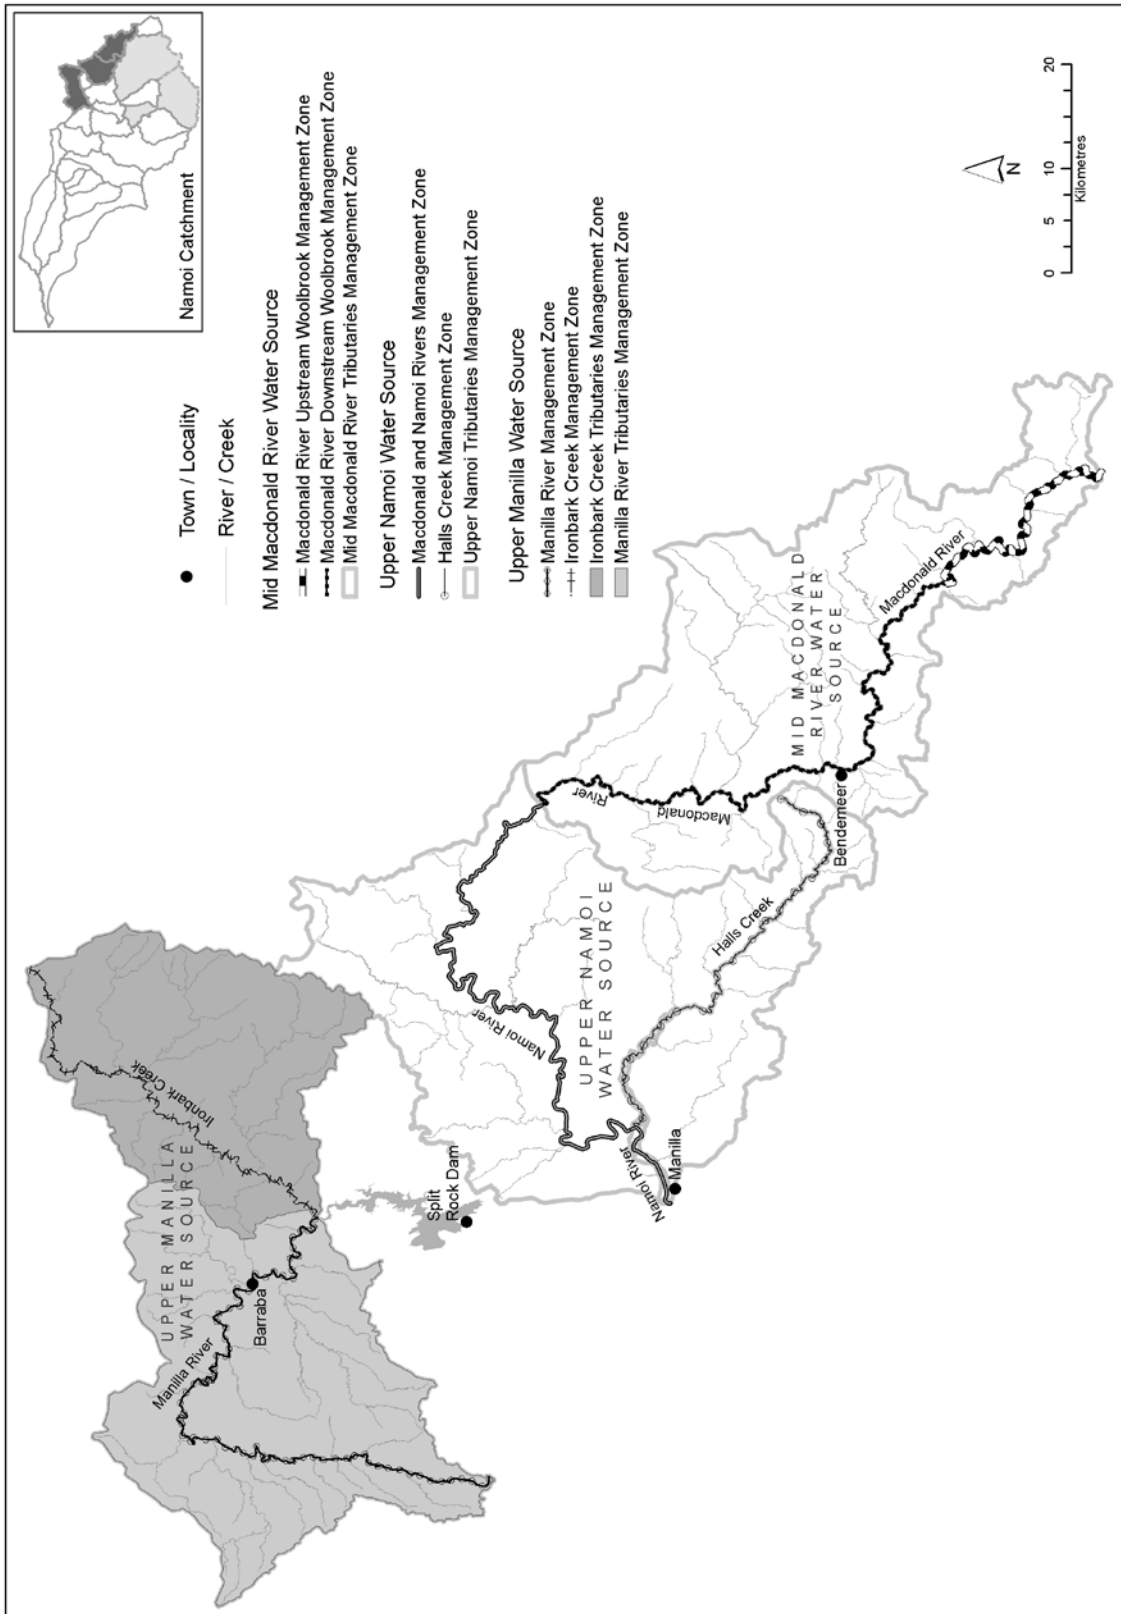 Namoi Catchment
Town / Locality
River / Creek
Mid Macdonald River Water Source
Macdonald River Upstream Woolbrook Management Zone
Macdonald River Downstream Woolbrook Management Zone
Mid Macdonald River Tributaries Management Zone
Upper Namoi Water Source
Macdonald and Namoi Rivers Management Zone
Halls Creek Management Zone
Upper Namoi Tributaries Management Zone
Upper Manilla Water Source
Manilla River Management Zone
Ironbark Creek Management Zone
Ironbark Creek Tributaries Management Zone
Manilla River Tributaries Management Zone
UPPER MANILLA
WATER SOURCE
Ironbark Creek
Manilla River
Barraba
Split
Rock Dam
Namoi River
UPPER NAMOI
WATER SOURCE
Namoi River
Manilla
Halls Creek
River
Macdonald
Bendemeer
MID MACDONALD
RIVER WATER
SOURCE
Macdonald River
N
0 5 10 20
Kilometres